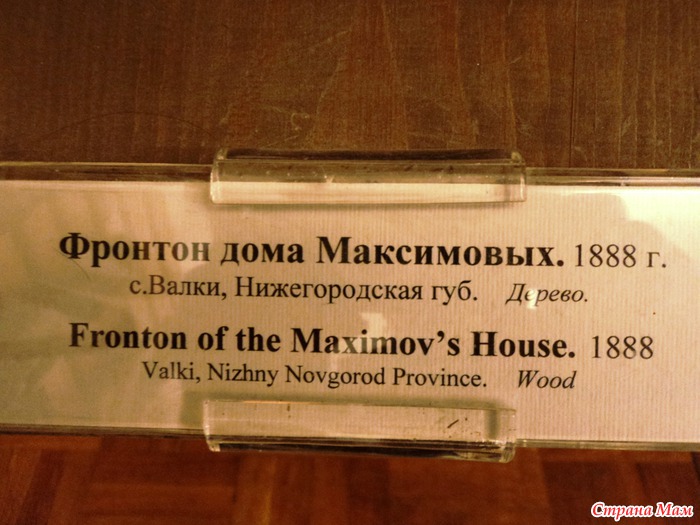 Фронтон дома Максимовых. 1888 г.
с.Валки, Нижегородская губ. Дерево.
Fronton of the Maximov’s House. 1888
Valki, Nizhny Novgorod Province. Wood
Страна Мам